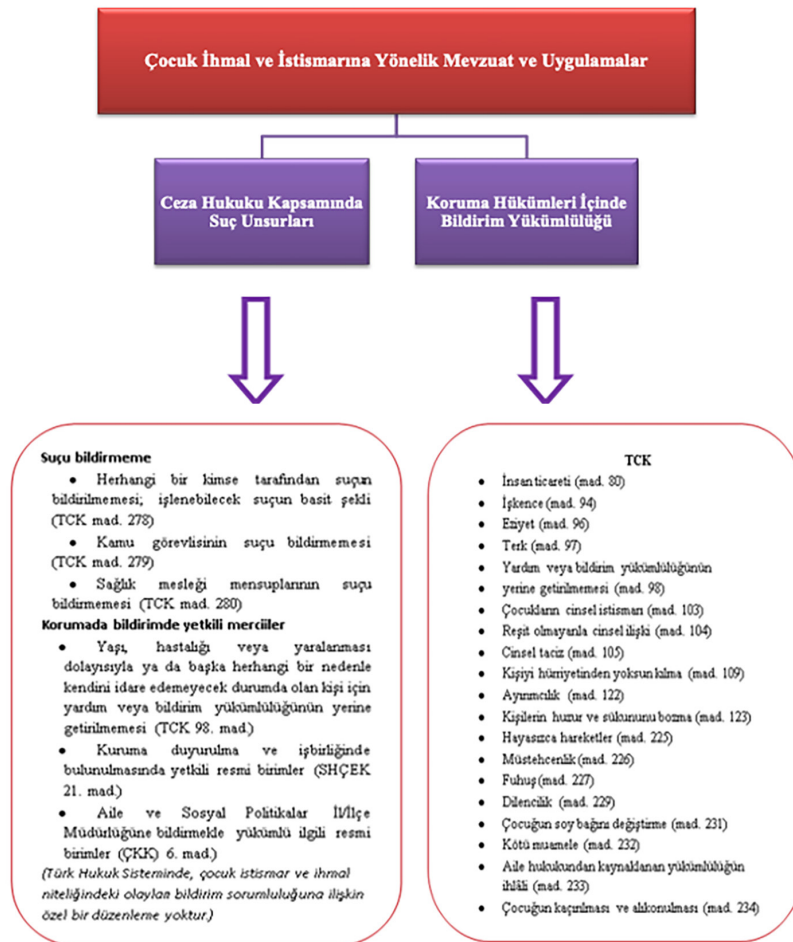 Çocuk İhmal ve İstismarına Yönelik Mevzuat ve Uygulamalar
Ceza Hukuku Kapsamında
Suç Unsurları
Koruma Hükümleri İçinde
Bildirim Yükümlülüğü
Suçu bildirmeme
• Herhangi bir kimse tarafından suçun
bildirilmemesi; işlenebilecek suçun basit şekli
(TCK mad. 278)
• Kamu görevlisinin suçu bildirmemesi
(TCK mad. 279)
• Sağlık mesleği mensuplarının suçu
bildirmemesi (TCK mad. 280)
Korumada bildirimde yetkili merciiler
• Yaşı, hastalığı veya yaralanması
dolayısıyla ya da başka herhangi bir nedenle
kendini idare edemeyecek durumda olan kişi için
yardım veya bildirim yükümlülüğünün yerine
getirilmemesi (TCK 98. mad.)
• Kuruma duyurulma ve işbirliğinde
bulunulmasında yetkili resmi birimler (SHÇEK
21. mad.)
• Aile ve Sosyal Politikalar İl/İlçe
Müdürlüğüne bildirmekle yükümlü ilgili resmi
birimler (ÇKK) 6. mad.)
(Türk Hukuk Sisteminde, çocuk istismar ve ihmal
niteliğindeki olayları bildirim sorumluluğuna ilişkin
özel bir düzenleme yoktur.)
TCK
• İnsan ticareti (mad. 80)
• İşkence (mad. 94)
• Eziyet (mad. 96)
• Terk (mad. 97)
• Yardım veya bildirim yükümlülüğünün
• yerine getirilmemesi (mad. 98)
• Çocukların cinsel istismarı (mad. 103)
• Reşit olmayanla cinsel ilişki (mad. 104)
• Cinsel taciz (mad. 105)
• Kişiyi hürriyetinden yoksun kılma (mad. 109)
• Ayırımcılık (mad. 122)
• Kişilerin huzur ve sükununu bozma (mad. 123)
• Hayasızca hareketler (mad. 225)
• Müstehcenlik (mad. 226)
• Fuhuş (mad. 227)
• Dilencilik (mad. 229)
• Çocuğun soy bağını değiştirme (mad. 231)
• Kötü muamele (mad. 232)
• Aile hukukundan kaynaklanan yükümlülüğün
ihlâli (mad. 233)
• Çocuğun kaçırılması ve alıkonulması (mad. 234)